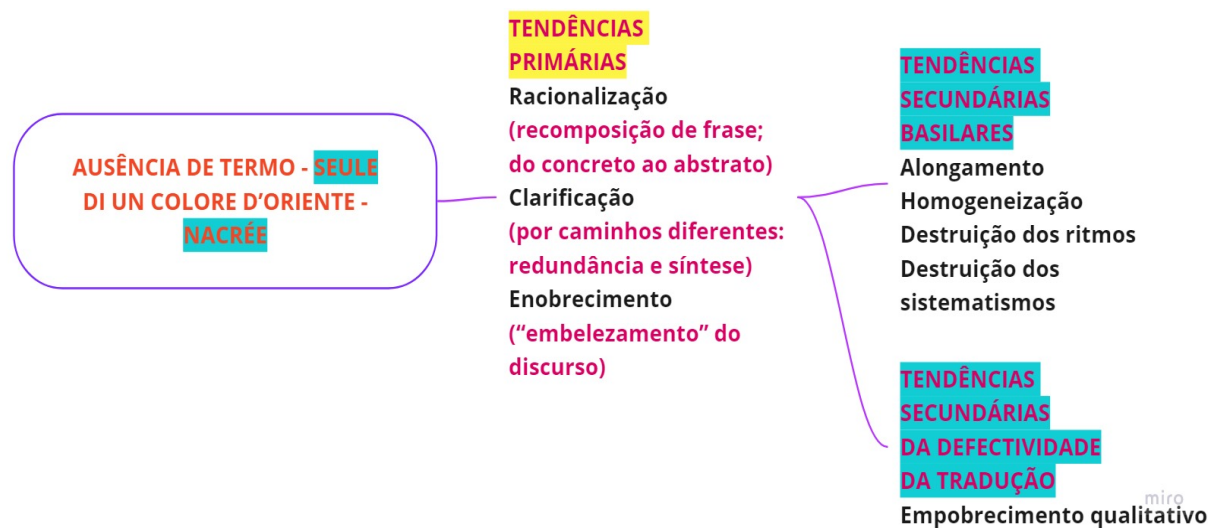 AUSÊNCIA DE TERMO - SEULE
DI UN COLORE D’ORIENTE -
NACRÉE
TENDÊNCIAS
PRIMÁRIAS
Racionalização
(recomposição de frase;
do concreto ao abstrato)
Clarificação
(por caminhos diferentes:
redundância e síntese)
Enobrecimento
(“embelezamento” do
discurso)
TENDÊNCIAS
SECUNDÁRIAS
BASILARES
Alongamento
Homogeneização
Destruição dos ritmos
Destruição dos
sistematismos
TENDÊNCIAS
SECUNDÁRIAS
DA DEFECTIVIDADE
DA TRADUÇÃO
Empobrecimento qualitativo
miro